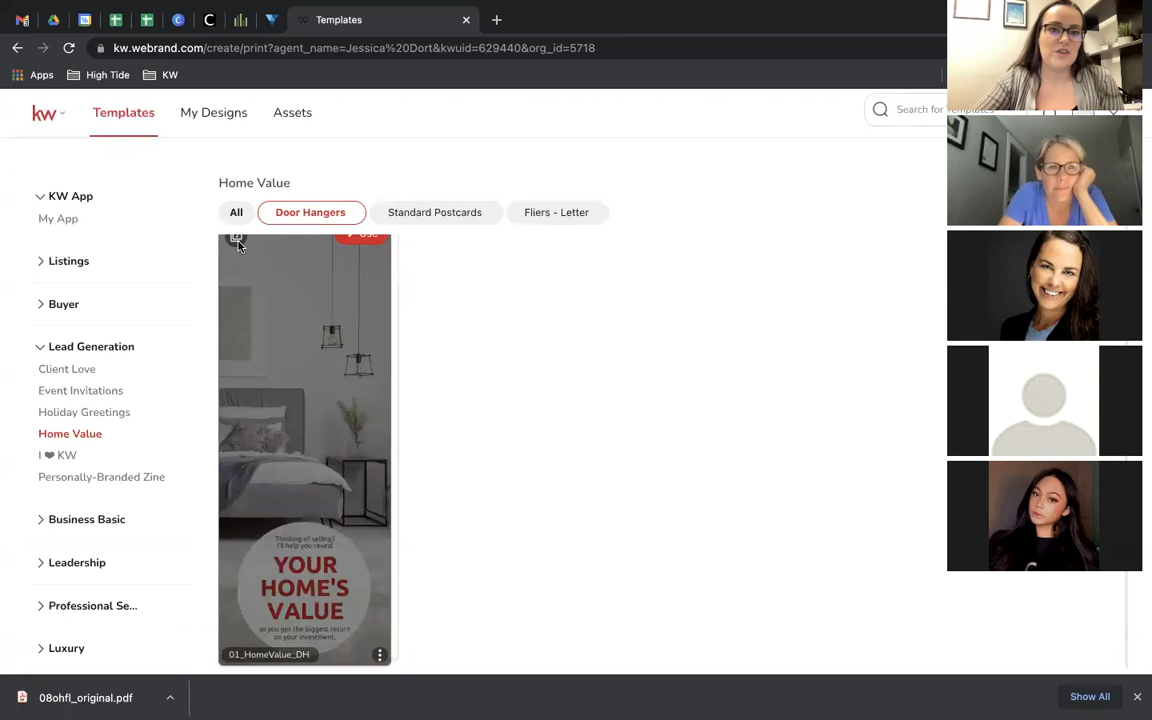 Templates
kw.webrand.com/create/print?agent_name=Jessica%20Dort&kwuid=629440&org_id=5718
Apps
High Tide
KW
kw
Templates
My Designs
Assets
Search for Templates
KW App
My App
Listings
Buyer
Lead Generation
Client Love
Event Invitations
Holiday Greetings
Home Value
I ❤ KW
Personally-Branded Zine
Business Basic
Leadership
Professional Se...
Luxury
Home Value
All
Door Hangers
Standard Postcards
Fliers - Letter
Use
Thinking of selling?
I'll help you reveal
YOUR
HOME'S
VALUE
so you get the biggest return
on your investment.
01_HomeValue_DH
08ohfl_original.pdf
Show All